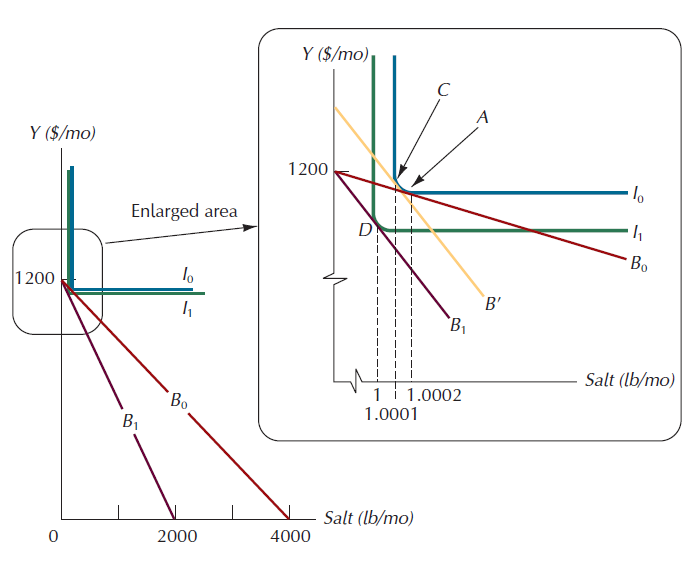 Y ($/mo)
1200
Enlarged area
I0
I1
B0
B1
0
2000
4000
Salt (lb/mo)
Y ($/mo)
C
A
1200
I0
D
I1
B0
B'
B1
Salt (lb/mo)
1
1.0002
1.0001